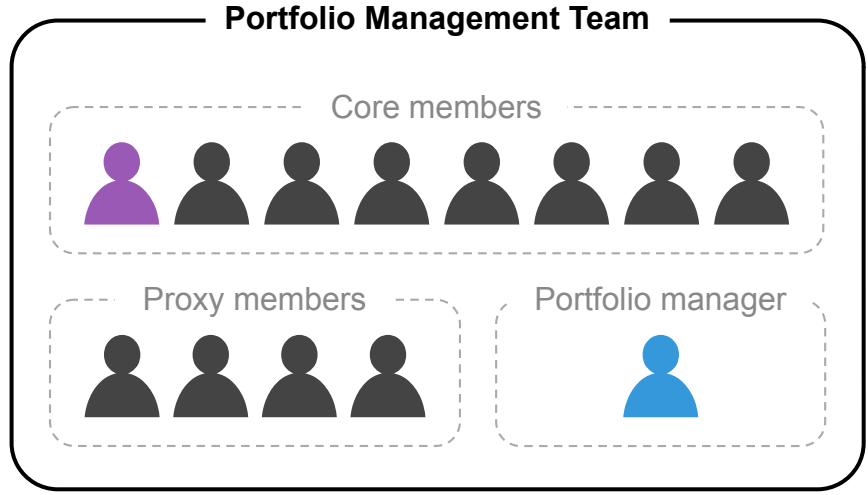 Portfolio Management Team
Core members
Proxy members
Portfolio manager